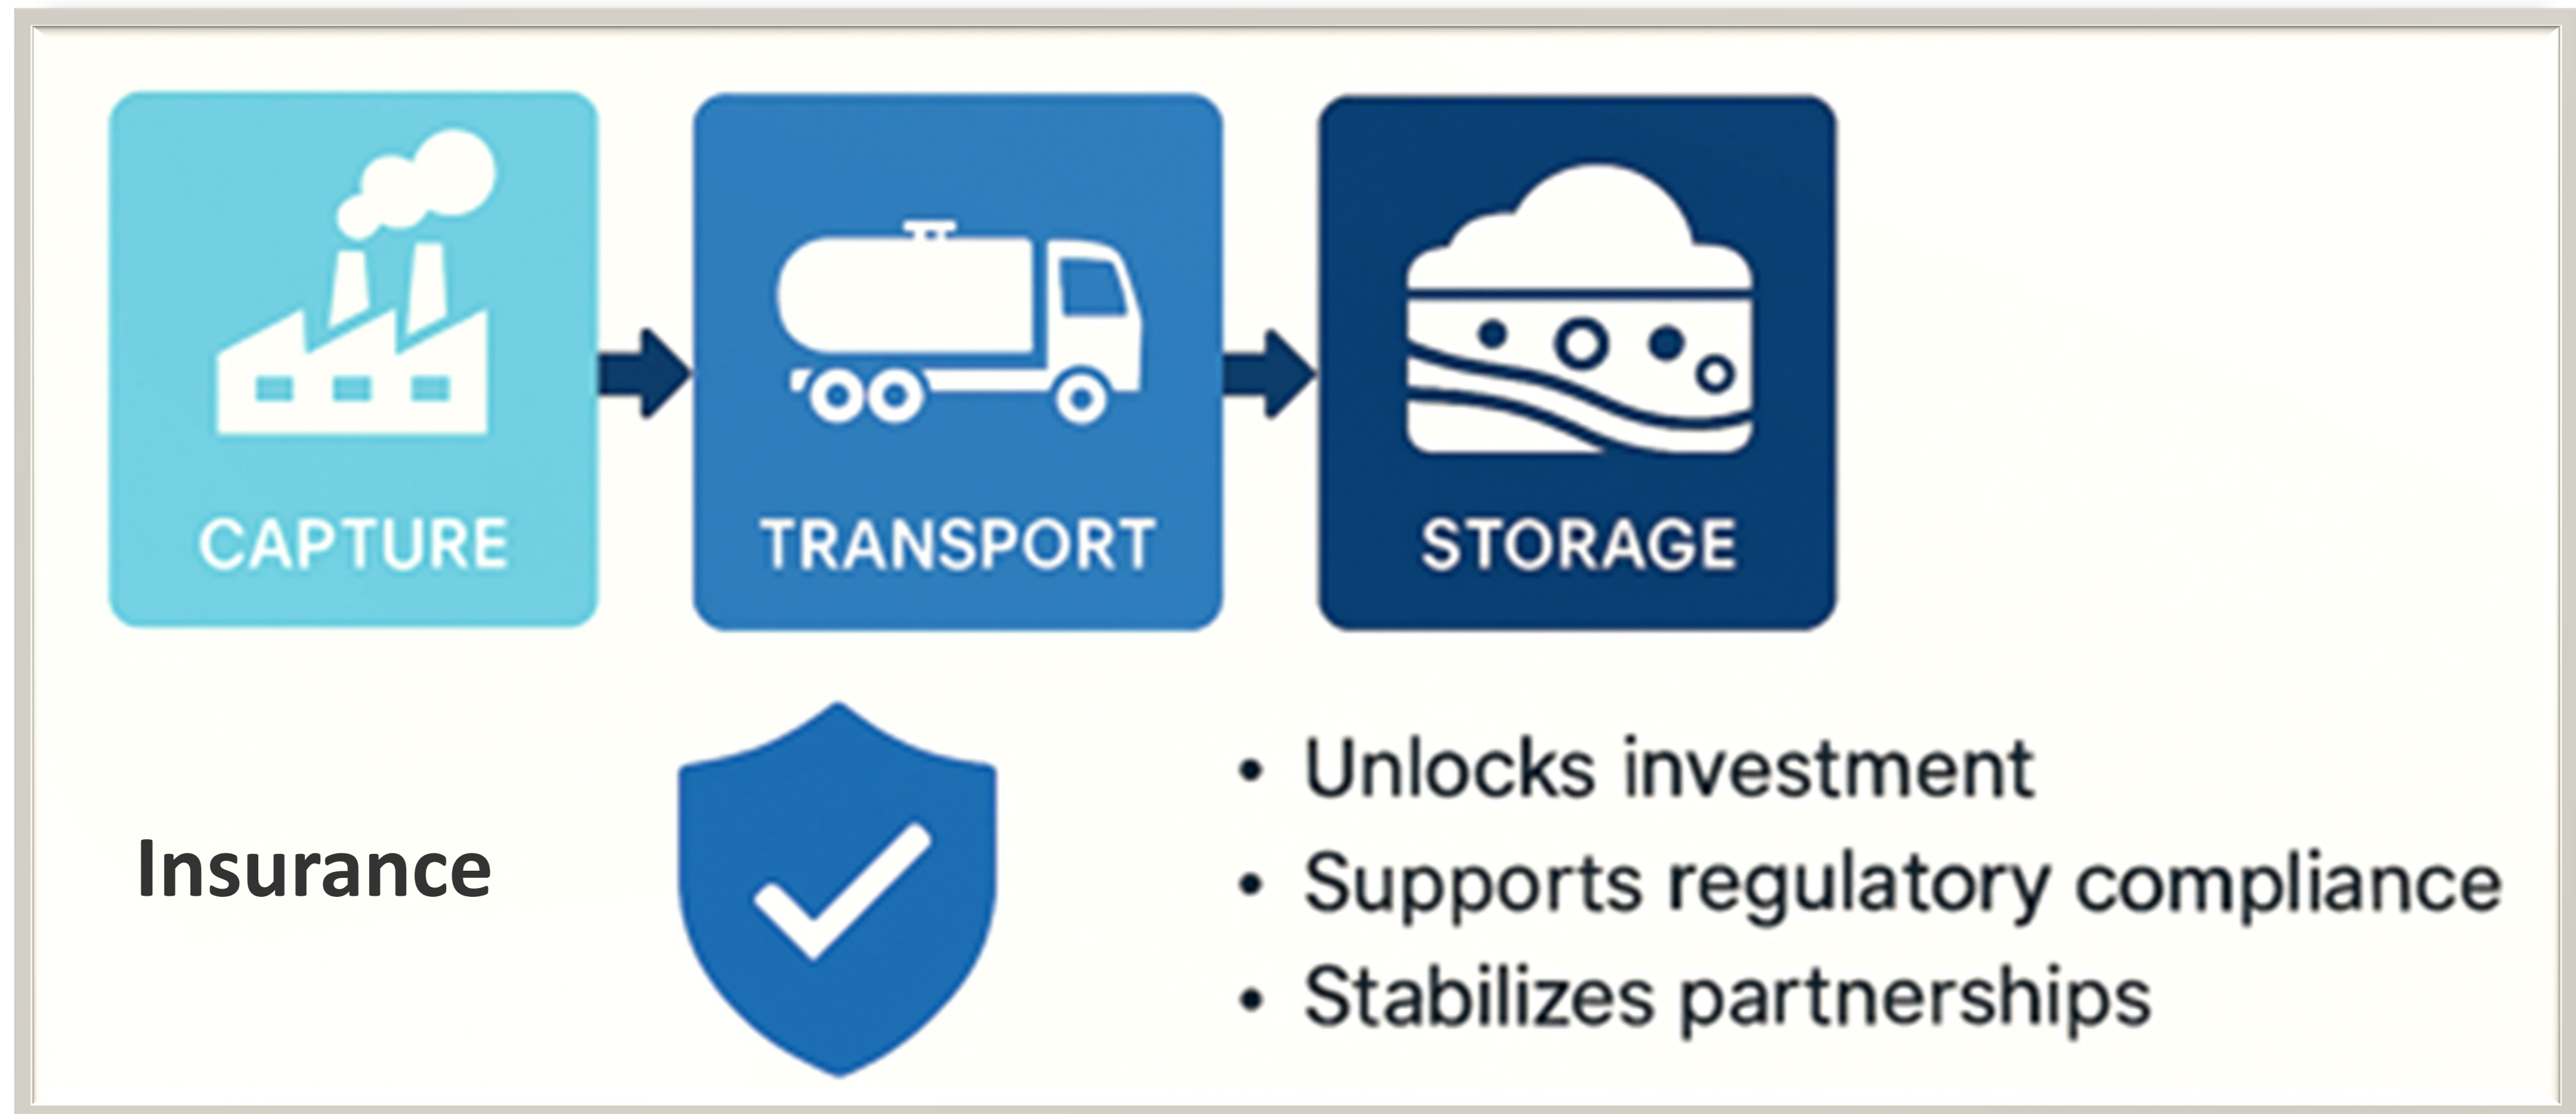 CAPTURE
TRANSPORT
STORAGE
Insurance
• Unlocks investment
• Supports regulatory compliance
• Stabilizes partnerships